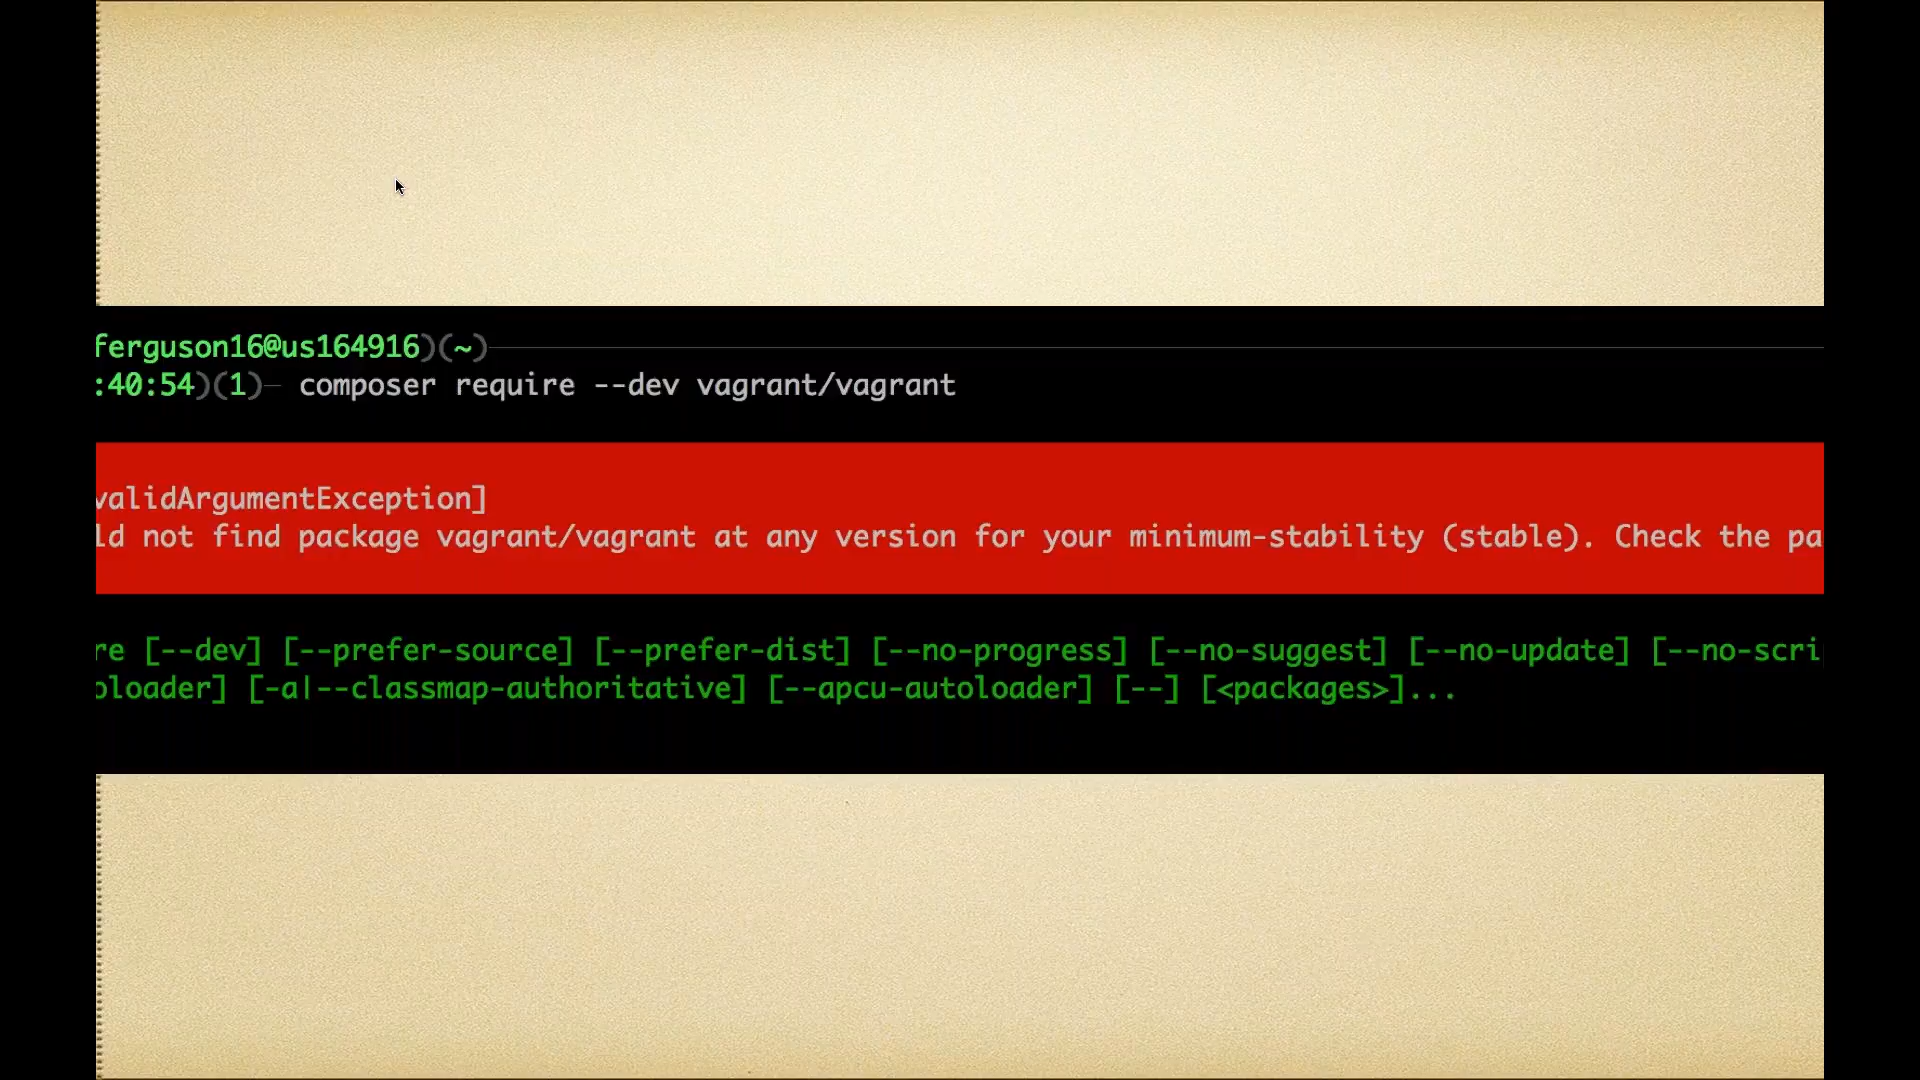 ferguson16@us164916)(~)
:40:54)(1)— composer require --dev vagrant/vagrant
validArgumentException]
ld not find package vagrant/vagrant at any version for your minimum-stability (stable). Check the pa
re [--dev] [--prefer-source] [--prefer-dist] [--no-progress] [--no-suggest] [--no-update] [--no-scri
oloader] [-a|--classmap-authoritative] [--apcu-autoloader] [--] [<packages>]...